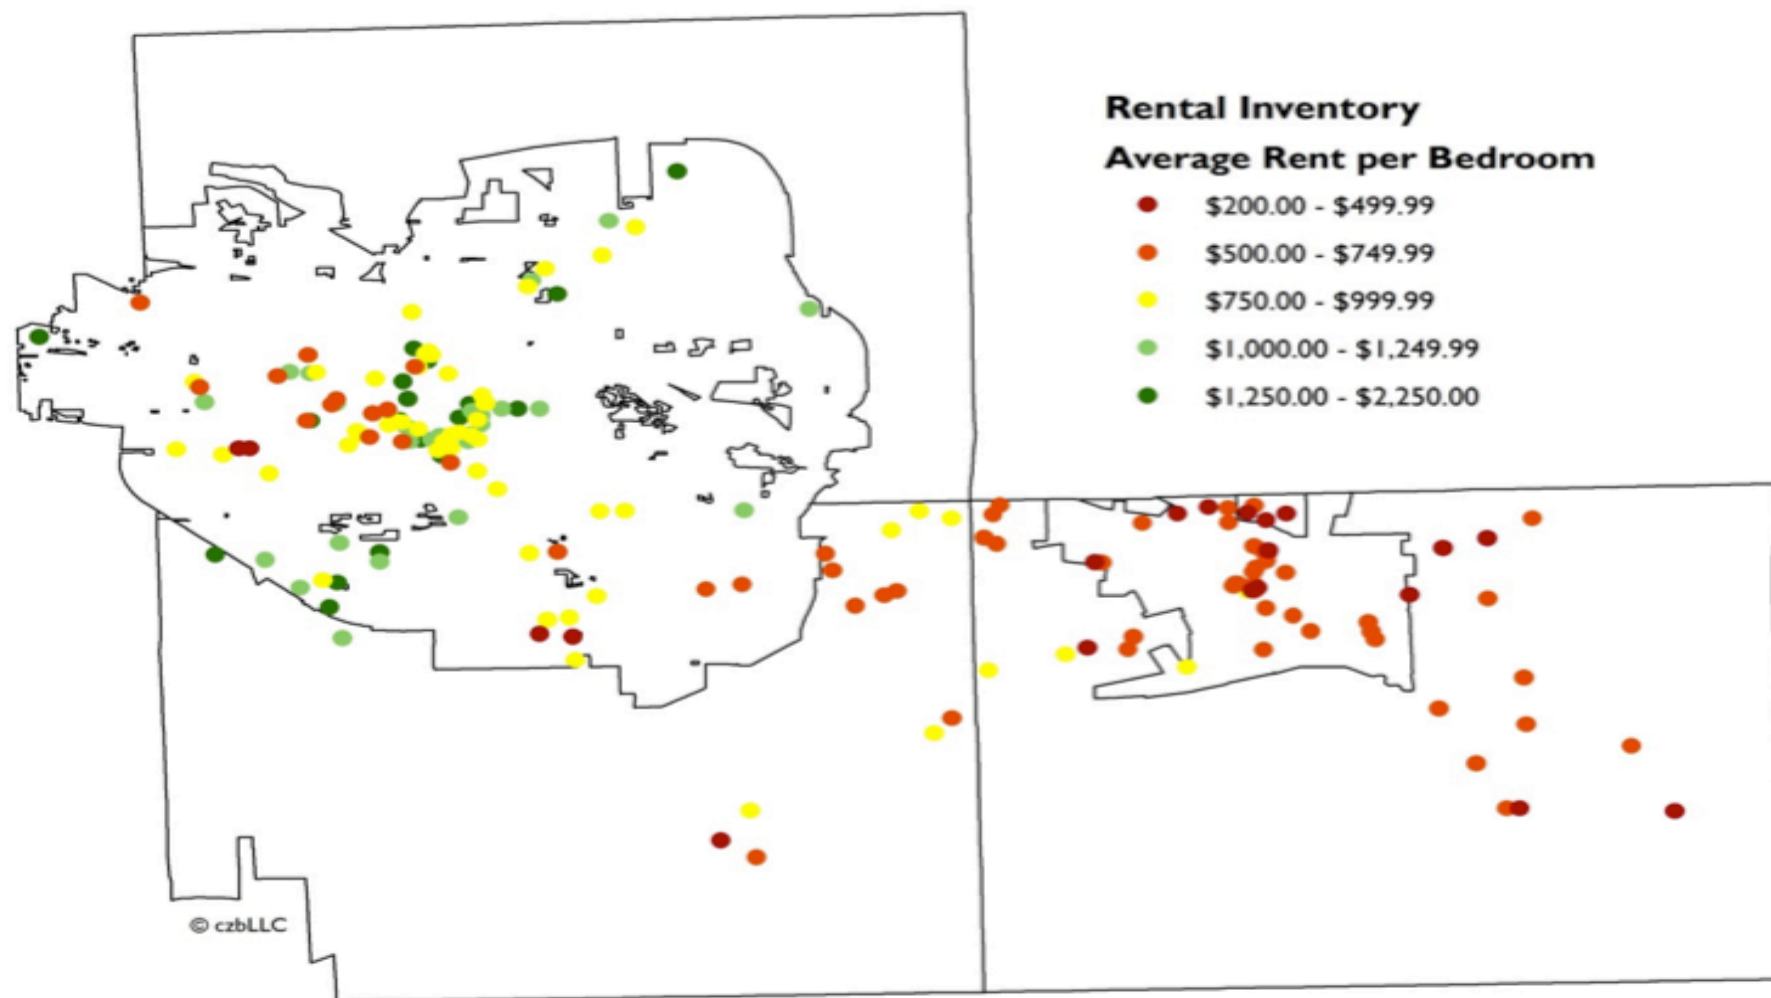 Rental Inventory
Average Rent per Bedroom
$200.00 - $499.99
$500.00 - $749.99
$750.00 - $999.99
$1,000.00 - $1,249.99
$1,250.00 - $2,250.00
© czbLLC